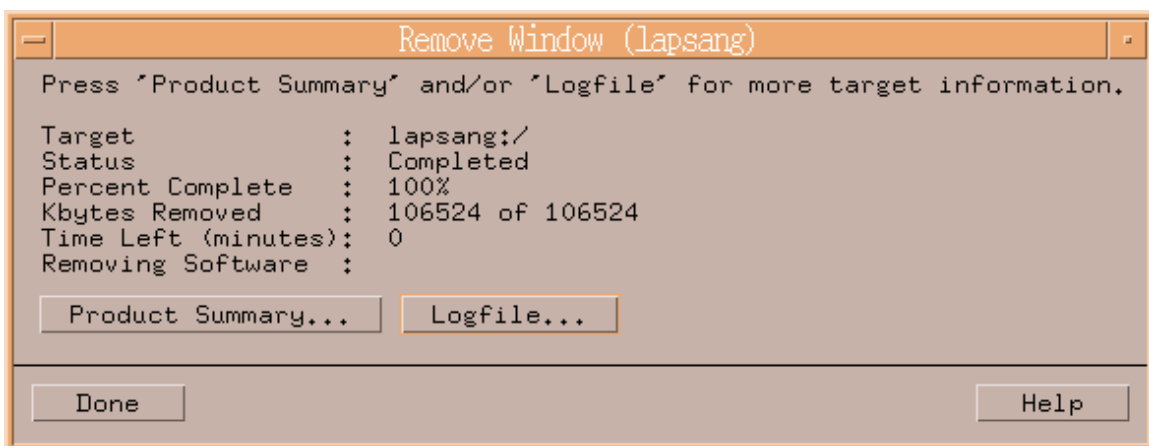 Remove Window (lapsang)
Press ´Product Summary´ and/or ´Logfile´ for more target information.
Target : lapsang:/
Status : Completed
Percent Complete : 100%
Kbytes Removed : 106524 of 106524
Time Left (minutes): 0
Removing Software :
Product Summary... Logfile...
Done Help